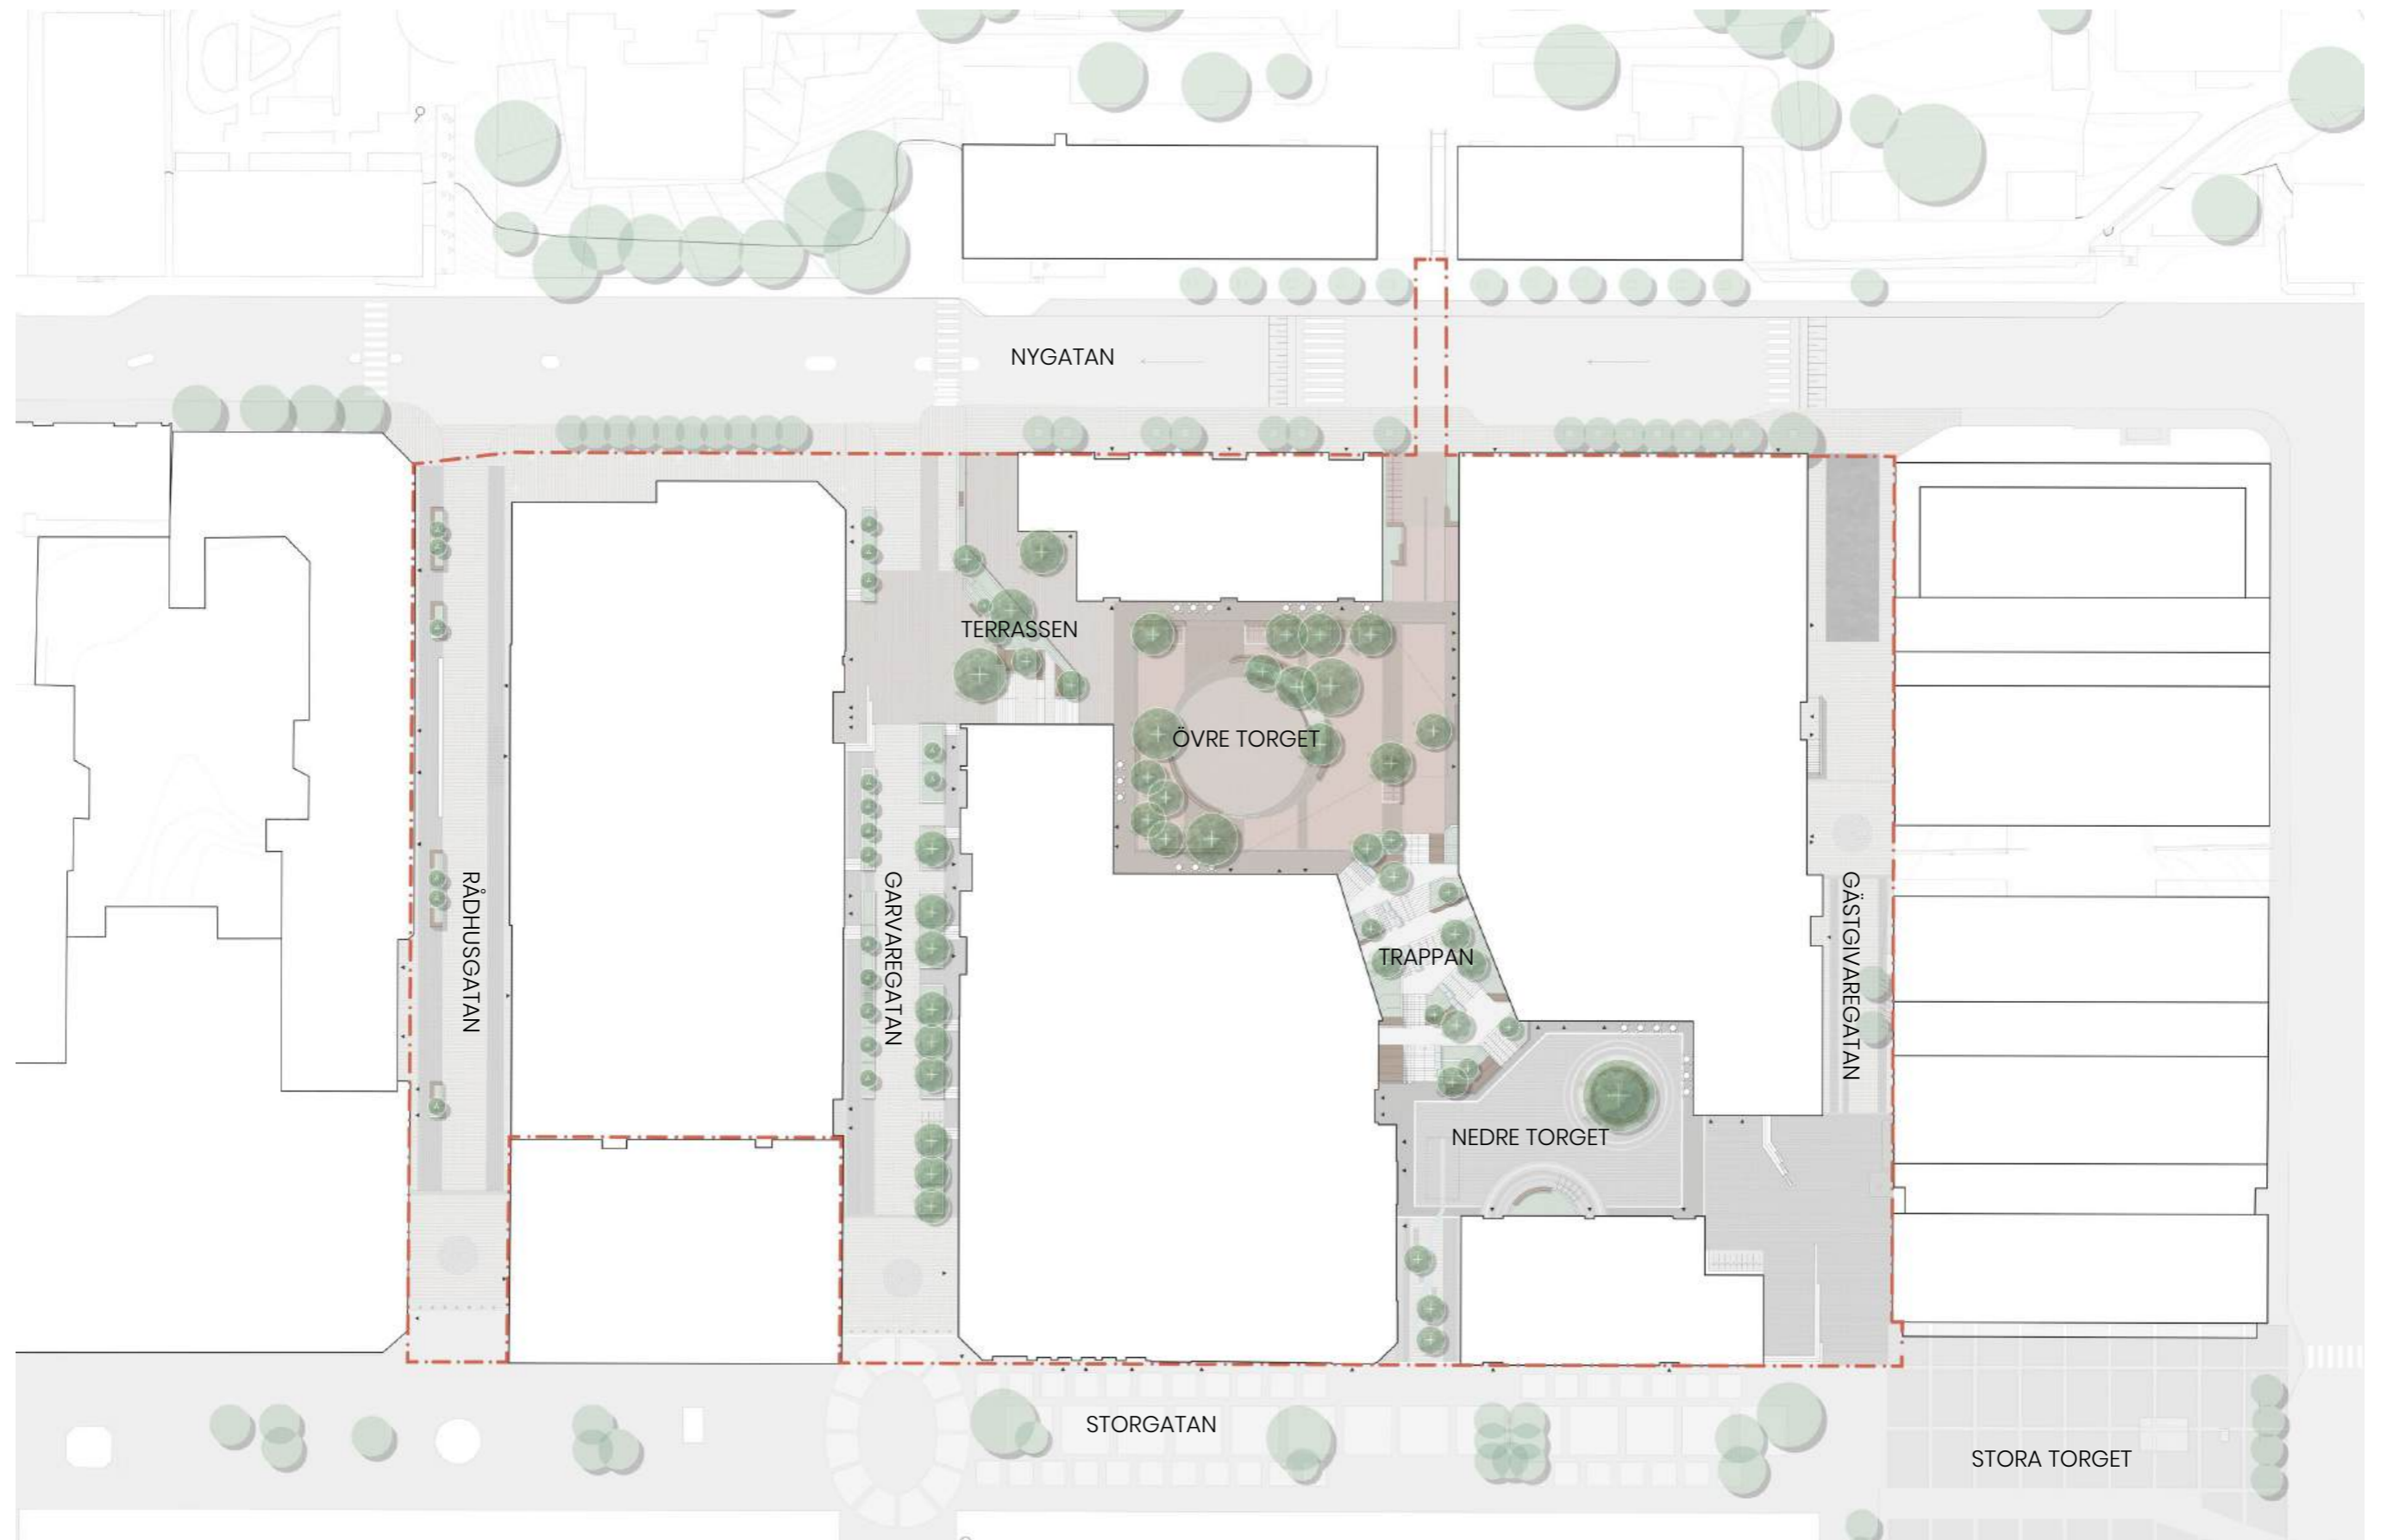 NYGATAN
TERRASSEN
ÖVRE TORGET
RÅDHUSGATAN
GARVAREGATAN
TRAPPAN
GÄSTGIVAREGATAN
NEDRE TORGET
STORGATAN
STORA TORGET